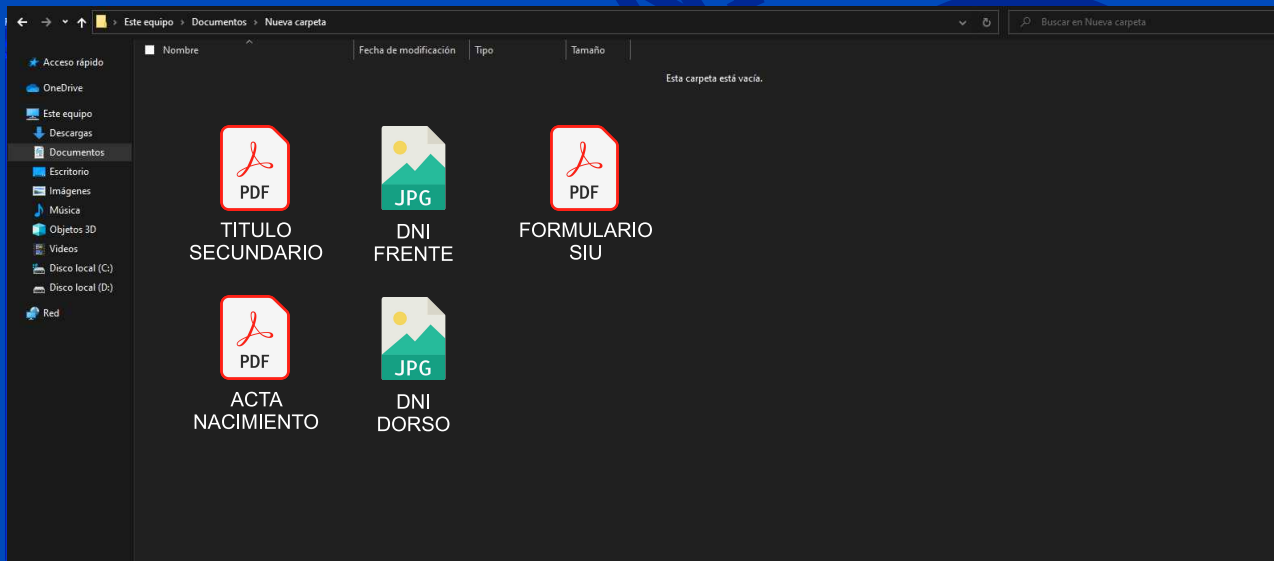 Este equipo > Documentos > Nueva carpeta
Buscar en Nueva carpeta
Nombre
Fecha de modificación
Tipo
Tamaño
Esta carpeta está vacía.
Acceso rápido
OneDrive
Este equipo
Descargas
Documentos
Escritorio
Imágenes
Música
Objetos 3D
Videos
Disco local (C:)
Disco local (D:)
Red
PDF
TITULO
SECUNDARIO
JPG
DNI
FRENTE
PDF
FORMULARIO
SIU
PDF
ACTA
NACIMIENTO
JPG
DNI
DORSO